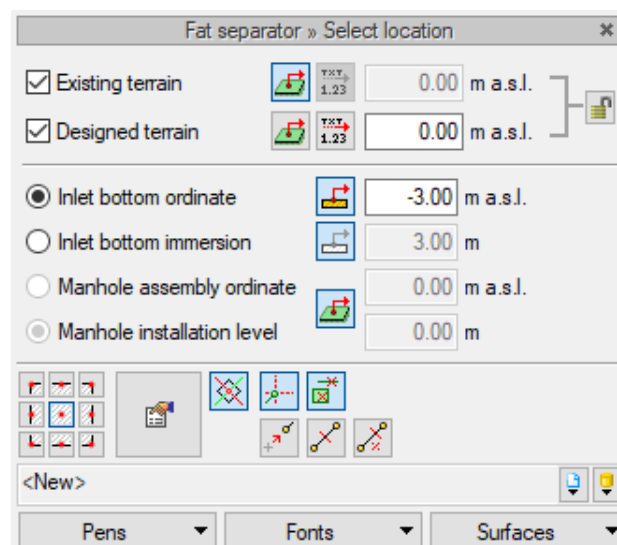 Fat separator » Select location
Existing terrain TXT 1.23 0.00 m a.s.l.
Designed terrain TXT 1.23 0.00 m a.s.l.
Inlet bottom ordinate -3.00 m a.s.l.
Inlet bottom immersion 3.00 m
Manhole assembly ordinate 0.00 m a.s.l.
Manhole installation level 0.00 m
<New>
Pens Fonts Surfaces